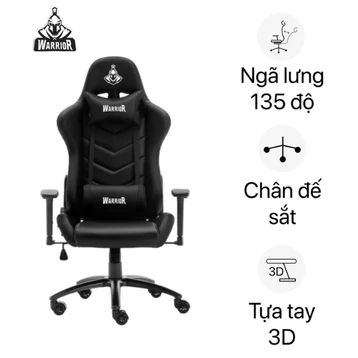 WARRIOR
WARRIOR
WARRIOR
Ngã lưng
135 độ
Chân đế
sắt
3D
Tựa tay
3D